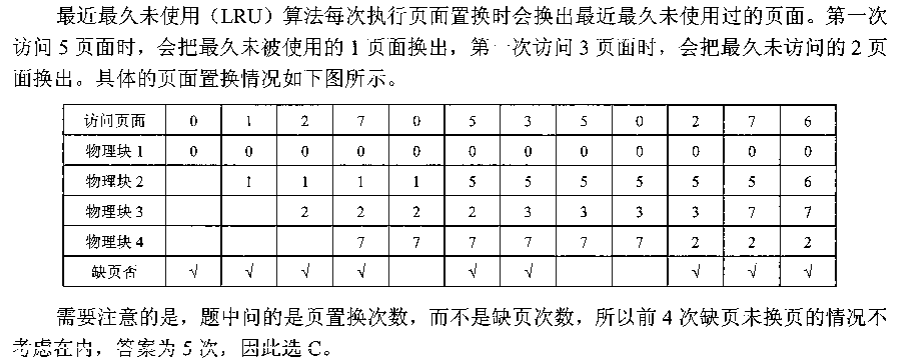 最近最久未使用（LRU）算法每次执行页面置换时会换出最近最久未使用过的页面。第一次
访问 5 页面时，会把最久未被使用的 1 页面换出，第一次访问 3 页面时，会把最久未访问的 2 页
面换出。具体的页面置换情况如下图所示。
访问页面 0 1 2 7 0 5 3 5 0 2 7 6
物理块 1 0 0 0 0 0 0 0 0 0 0 0 0
物理块 2 1 1 1 1 5 5 5 5 5 5 6
物理块 3 2 2 2 2 3 3 3 3 7 7
物理块 4 7 7 7 7 7 7 2 2 2
缺页否 √ √ √ √ √ √ √ √ √
需要注意的是，题中问的是页置换次数，而不是缺页次数，所以前 4 次缺页未换页的情况不
考虑在内，答案为 5 次，因此选 C。